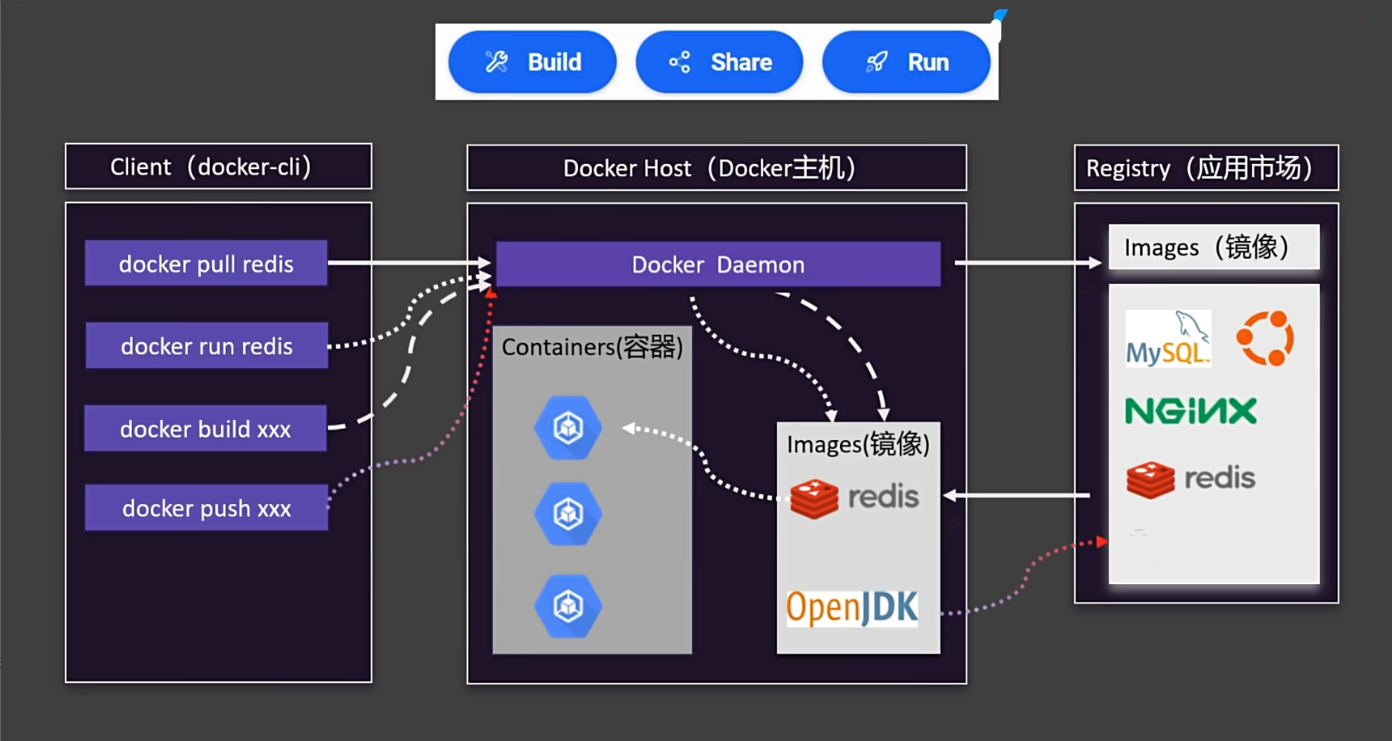 Build
Share
Run
Client（docker-cli）
docker pull redis
docker run redis
docker build xxx
docker push xxx
Docker Host（Docker主机）
Docker Daemon
Containers(容器)
Images(镜像)
redis
OpenJDK
Registry（应用市场）
Images（镜像）
MySQL
NGINX
redis